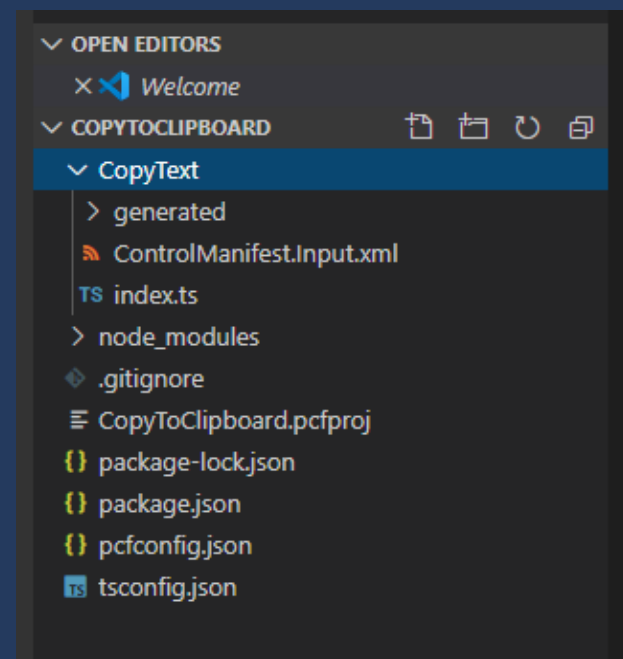 OPEN EDITORS
Welcome
COPYTOCLIPBOARD
CopyText
generated
ControlManifest.Input.xml
TS index.ts
node_modules
.gitignore
CopyToClipboard.pcfproj
{} package-lock.json
{} package.json
{} pcfconfig.json
TS tsconfig.json